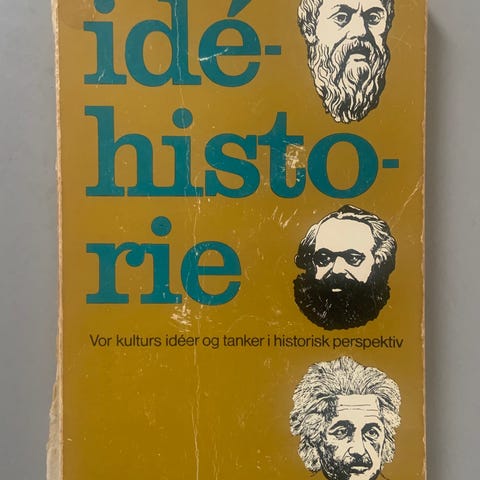 idé-
histo-
rie
Vor kulturs idéer og tanker i historisk perspektiv